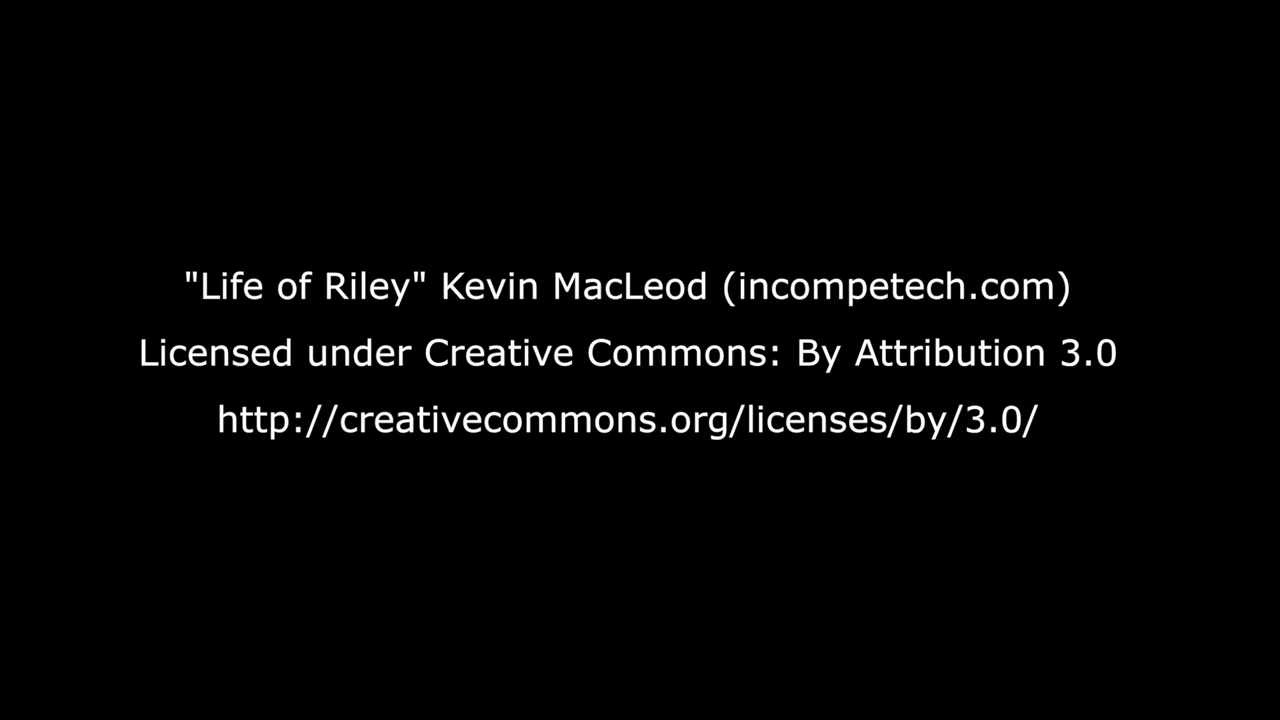 "Life of Riley" Kevin MacLeod (incompetech.com)
Licensed under Creative Commons: By Attribution 3.0
http://creativecommons.org/licenses/by/3.0/